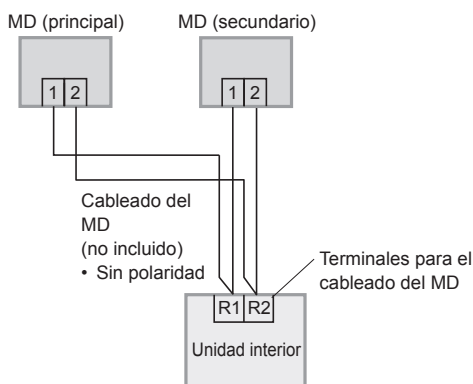 MD (principal)
MD (secundario)
1 2
1 2
Cableado del
MD
(no incluido)
• Sin polaridad
Terminales para el
cableado del MD
R1 R2
Unidad interior